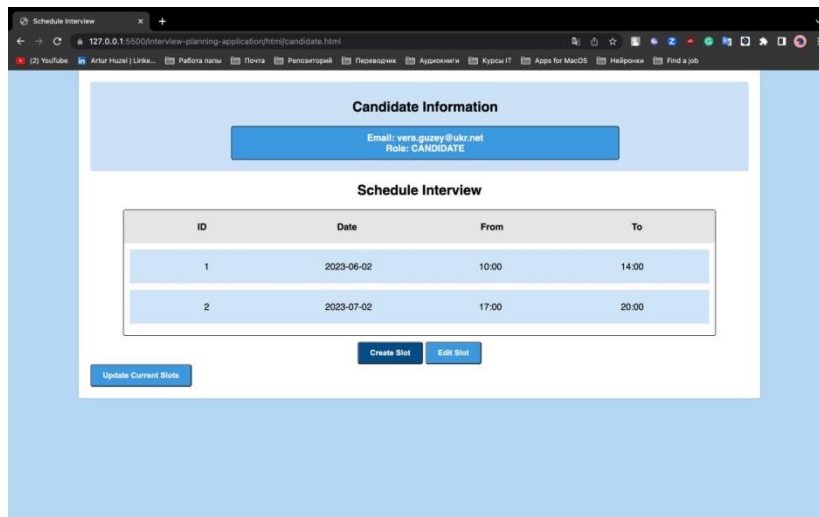 Schedule Interview
127.0.0.1:5500/interview-planning-application/html/candidate.html
(2) YouTube Artur Huzei | Linke... Работа папы Почта Репозиторий Переводчик Аудиокниги Курсы IT Apps for MacOS Нейронки Find a job
Candidate Information
Email: vera.guzey@ukr.net
Role: CANDIDATE
Schedule Interview
ID Date From To
1 2023-06-02 10:00 14:00
2 2023-07-02 17:00 20:00
Create Slot Edit Slot
Update Current Slots